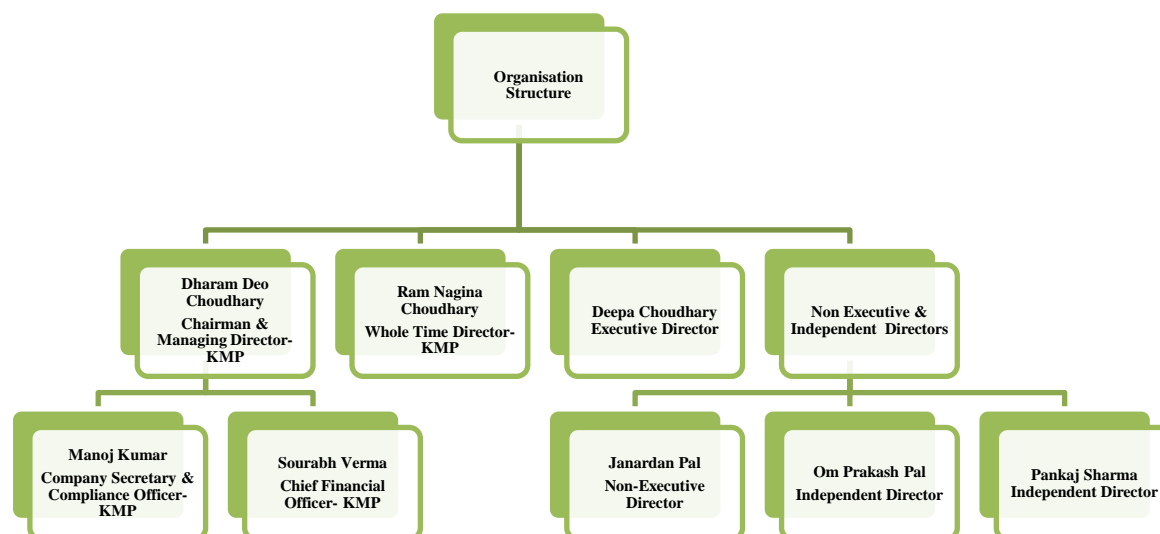 Organisation
Structure
Dharam Deo
Choudhary
Chairman &
Managing Director-
KMP
Ram Nagina
Choudhary
Whole Time Director-
KMP
Deepa Choudhary
Executive Director
Non Executive &
Independent Directors
Manoj Kumar
Company Secretary &
Compliance Officer-
KMP
Sourabh Verma
Chief Financial
Officer- KMP
Janardan Pal
Non-Executive
Director
Om Prakash Pal
Independent Director
Pankaj Sharma
Independent Director